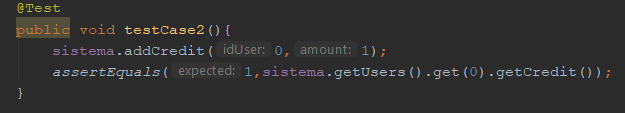 @Test
public void testCase2(){
sistema.addCredit( idUser: 0, amount: 1);
assertEquals( expected: 1,sistema.getUsers().get(0).getCredit());
}